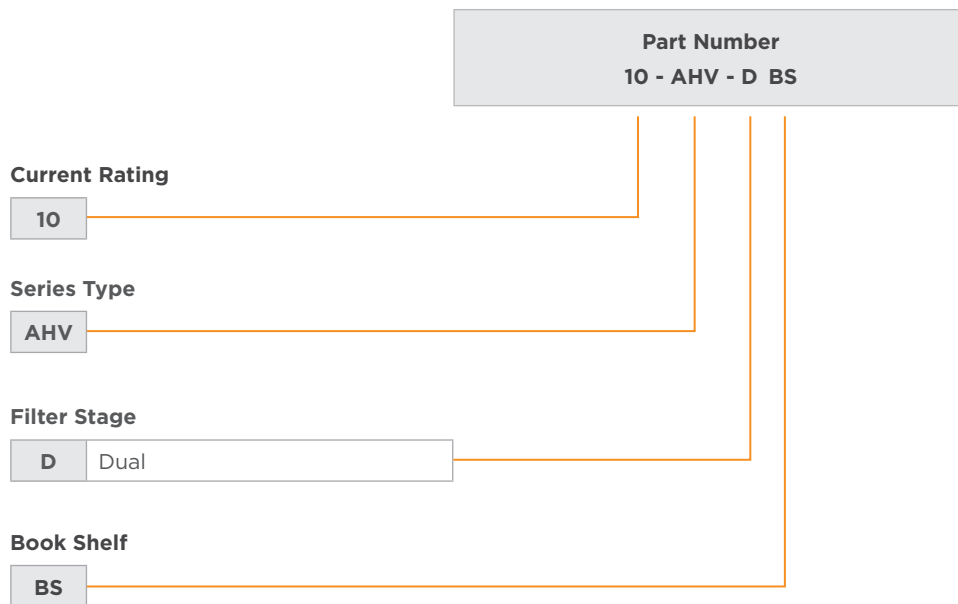 Part Number
10 - AHV - D BS
Current Rating
10
Series Type
AHV
Filter Stage
D Dual
Book Shelf
BS